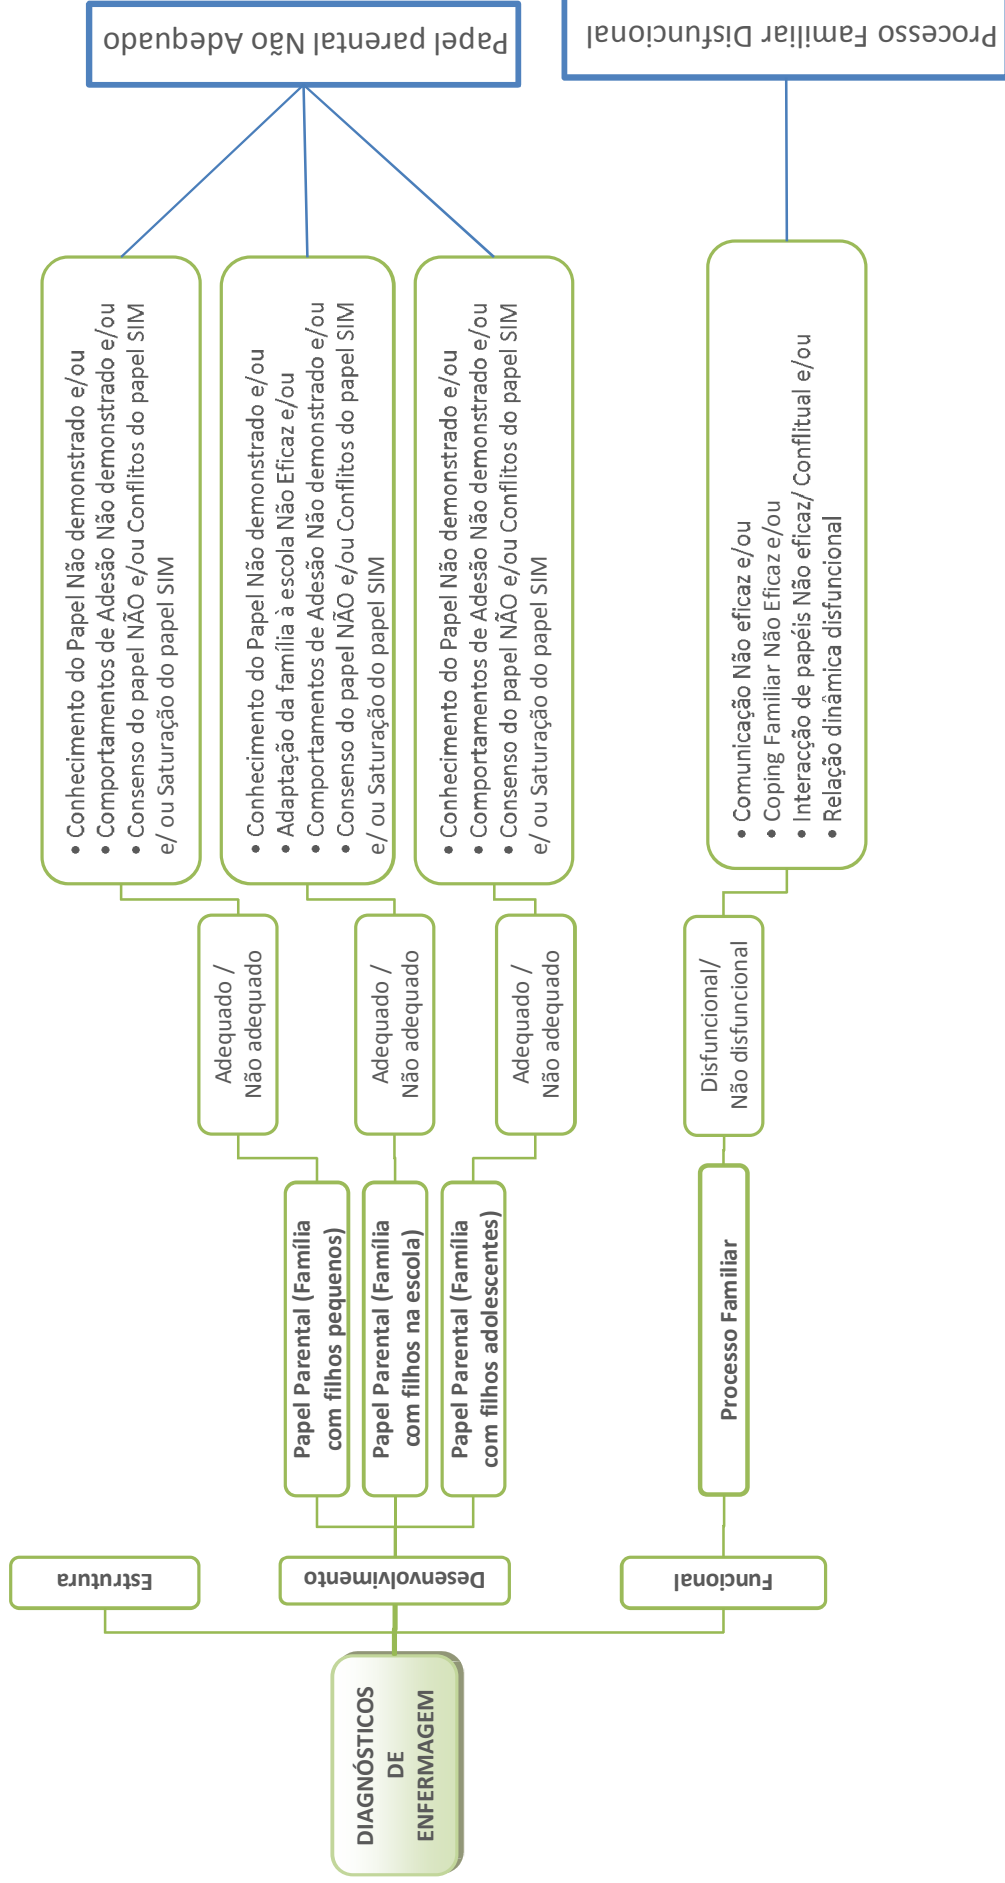 DIAGNÓSTICOS
DE
ENFERMAGEM
Estrutura
Desenvolvimento
Papel Parental (Família
com filhos pequenos)
Adequado /
Não adequado
• Conhecimento do Papel Não demonstrado e/ou
• Comportamentos de Adesão Não demonstrado e/ou
• Consenso do papel NÃO e/ou Conflitos do papel SIM
e/ ou Saturação do papel SIM
Papel Parental (Família
com filhos na escola)
Adequado /
Não adequado
• Conhecimento do Papel Não demonstrado e/ou
• Adaptação da família à escola Não Eficaz e/ou
• Comportamentos de Adesão Não demonstrado e/ou
• Consenso do papel NÃO e/ou Conflitos do papel SIM
e/ ou Saturação do papel SIM
Papel Parental (Família
com filhos adolescentes)
Adequado /
Não adequado
• Conhecimento do Papel Não demonstrado e/ou
• Comportamentos de Adesão Não demonstrado e/ou
• Consenso do papel NÃO e/ou Conflitos do papel SIM
e/ ou Saturação do papel SIM
Papel parental Não Adequado
Funcional
Processo Familiar
Disfuncional/
Não disfuncional
• Comunicação Não eficaz e/ou
• Coping Familiar Não Eficaz e/ou
• Interacção de papéis Não eficaz/ Conflitual e/ou
• Relação dinâmica disfuncional
Processo Familiar Disfuncional